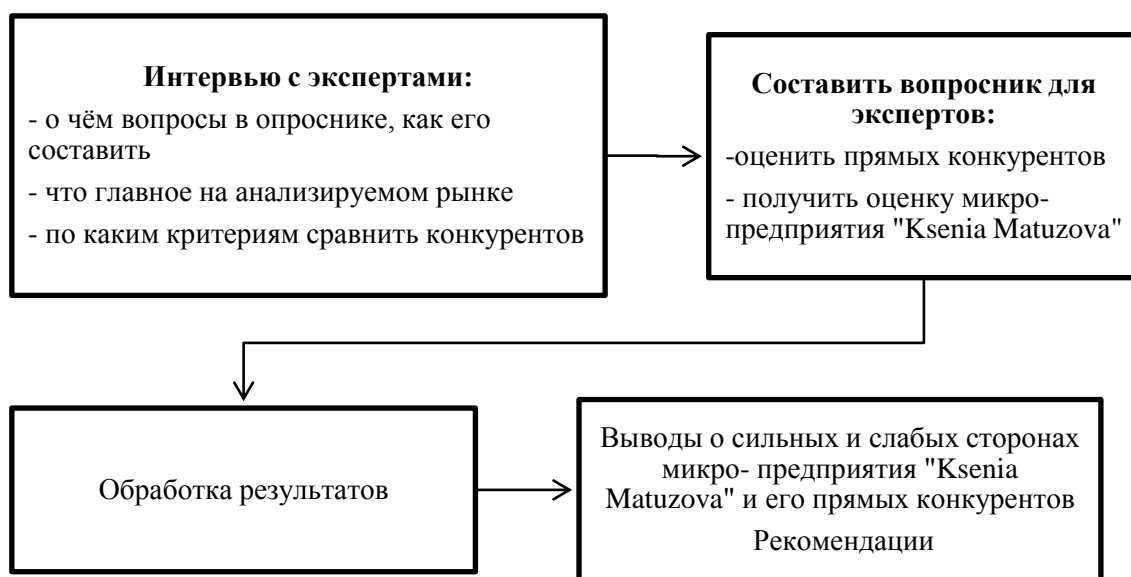 Интервью с экспертами:
- о чём вопросы в опроснике, как его
составить
- что главное на анализируемом рынке
- по каким критериям сравнить конкурентов
Составить вопросник для
экспертов:
-оценить прямых конкурентов
- получить оценку микро-
предприятия "Ksenia Matuzova"
Обработка результатов
Выводы о сильных и слабых сторонах
микро- предприятия "Ksenia
Matuzova" и его прямых конкурентов
Рекомендации